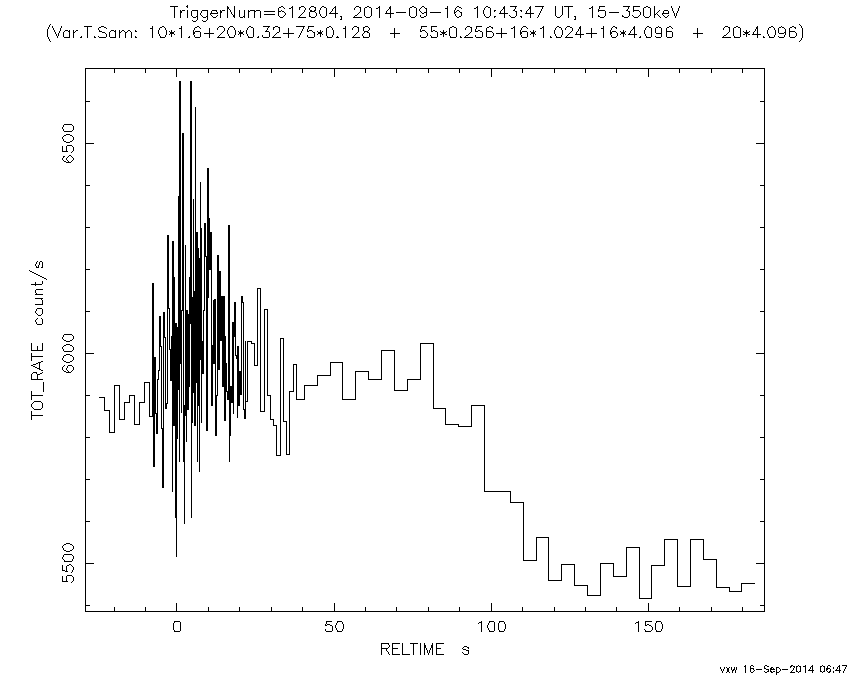 TriggerNum=612804, 2014-09-16 10:43:47 UT, 15-350keV
(Var.T.Sam: 10*1.6+20*0.32+75*0.128 + 55*0.256+16*1.024+16*4.096 + 20*4.096)
TOT_RATE count/s
6500
6000
5500
0 50 100 150
RELTIME s
vxw 16-Sep-2014 06:47